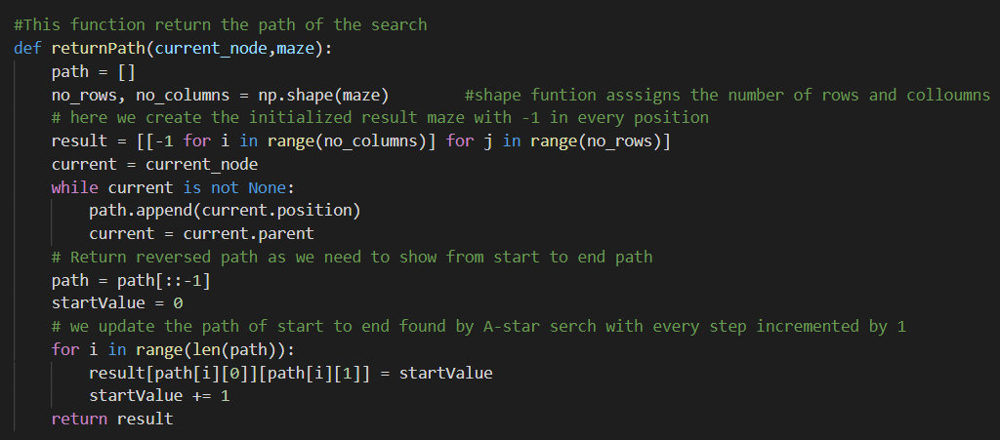 #This function return the path of the search
def returnPath(current_node,maze):
    path = []
    no_rows, no_columns = np.shape(maze)        #shape funtion asssigns the number of rows and colloumns
    # here we create the initialized result maze with -1 in every position
    result = [[-1 for i in range(no_columns)] for j in range(no_rows)]
    current = current_node
    while current is not None:
        path.append(current.position)
        current = current.parent
    # Return reversed path as we need to show from start to end path
    path = path[::-1]
    startValue = 0
    # we update the path of start to end found by A-star serch with every step incremented by 1
    for i in range(len(path)):
        result[path[i][0]][path[i][1]] = startValue
        startValue += 1
    return result